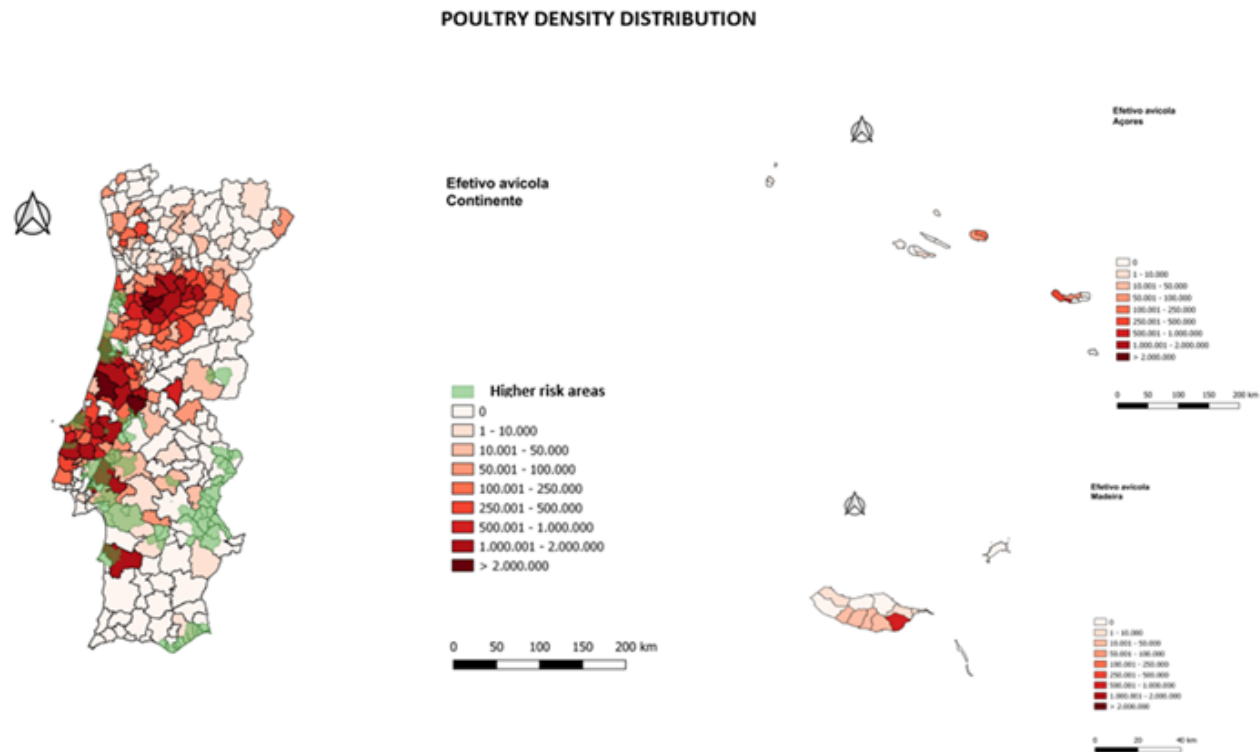 POULTRY DENSITY DISTRIBUTION
Efetivo avícola
Continente
Higher risk areas
0
1 - 10.000
10.001 - 50.000
50.001 - 100.000
100.001 - 250.000
250.001 - 500.000
500.001 - 1.000.000
1.000.001 - 2.000.000
> 2.000.000
0 50 100 150 200 km
Efetivo avícola
Açores
0
1 - 10.000
10.001 - 50.000
50.001 - 100.000
100.001 - 250.000
250.001 - 500.000
500.001 - 1.000.000
1.000.001 - 2.000.000
> 2.000.000
0 50 100 150 200 km
Efetivo avícola
Madeira
0
1 - 10.000
10.001 - 50.000
50.001 - 100.000
100.001 - 250.000
250.001 - 500.000
500.001 - 1.000.000
1.000.001 - 2.000.000
> 2.000.000
0 20 40 km